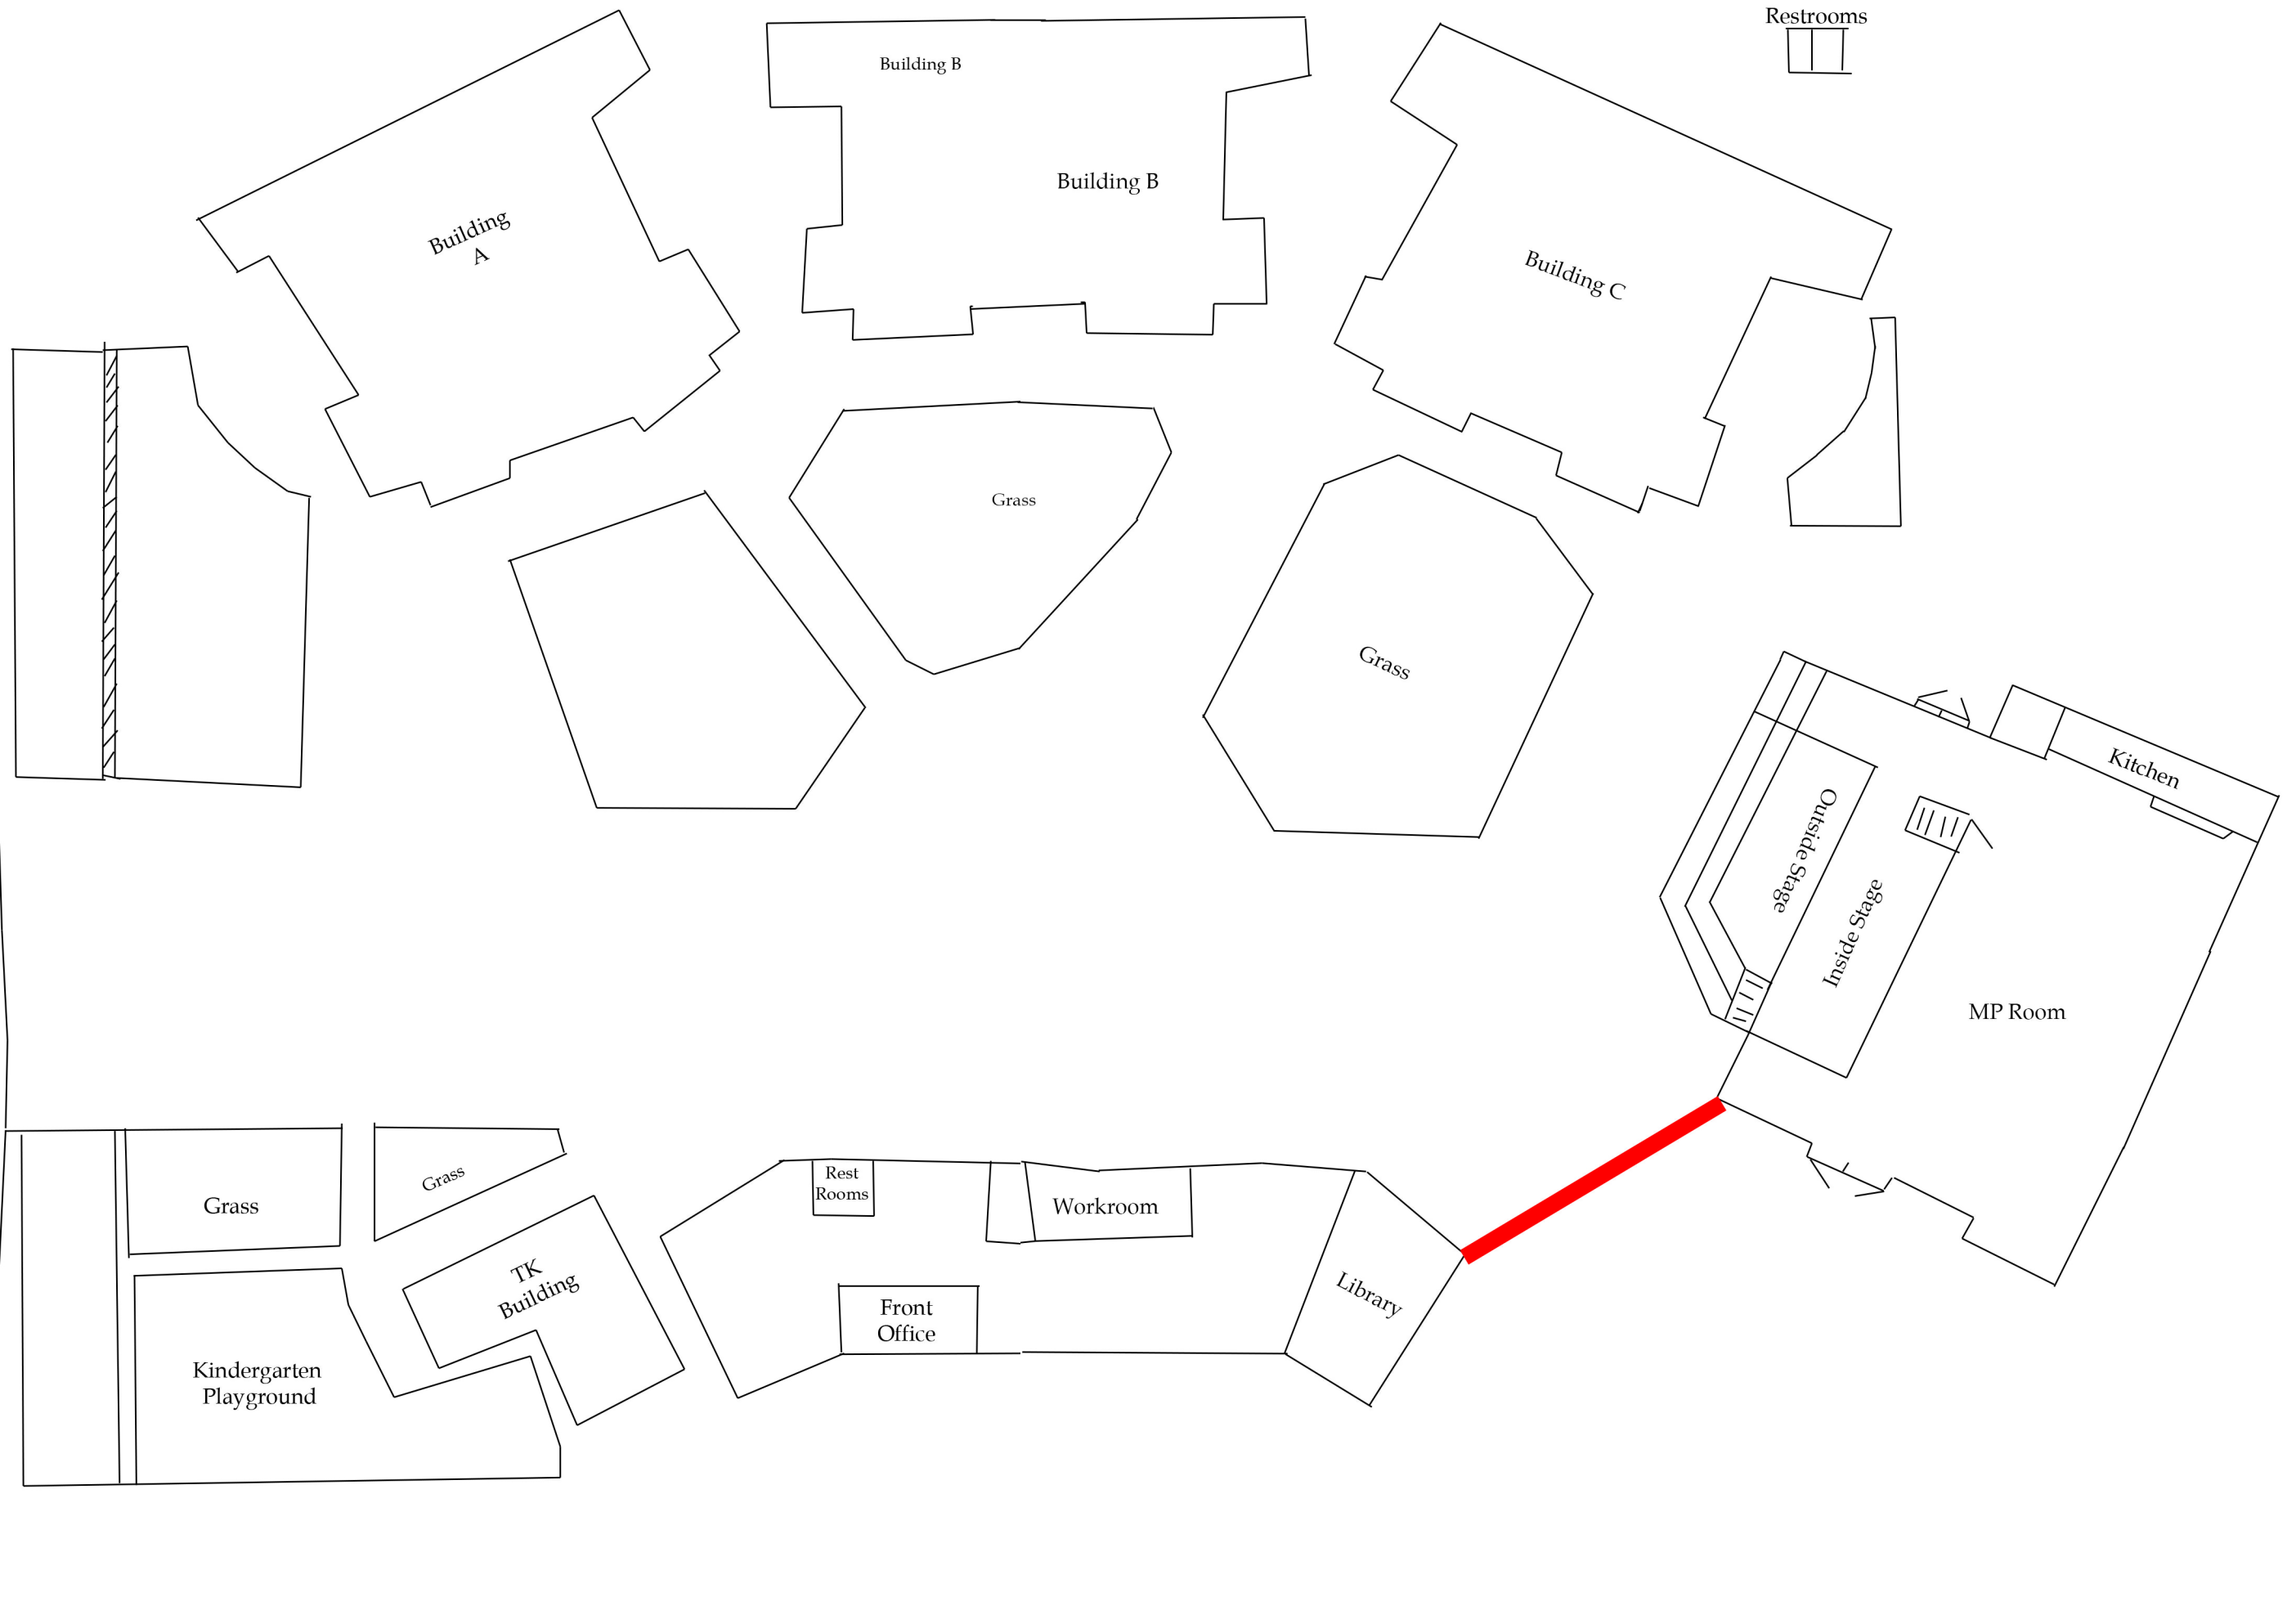 Restrooms
Building B
Building B
Building
A
Building C
Grass
Grass
Kitchen
Outside Stage
Inside Stage
MP Room
Grass
Grass
Rest
Rooms
Workroom
TK
Building
Library
Front
Office
Kindergarten
Playground